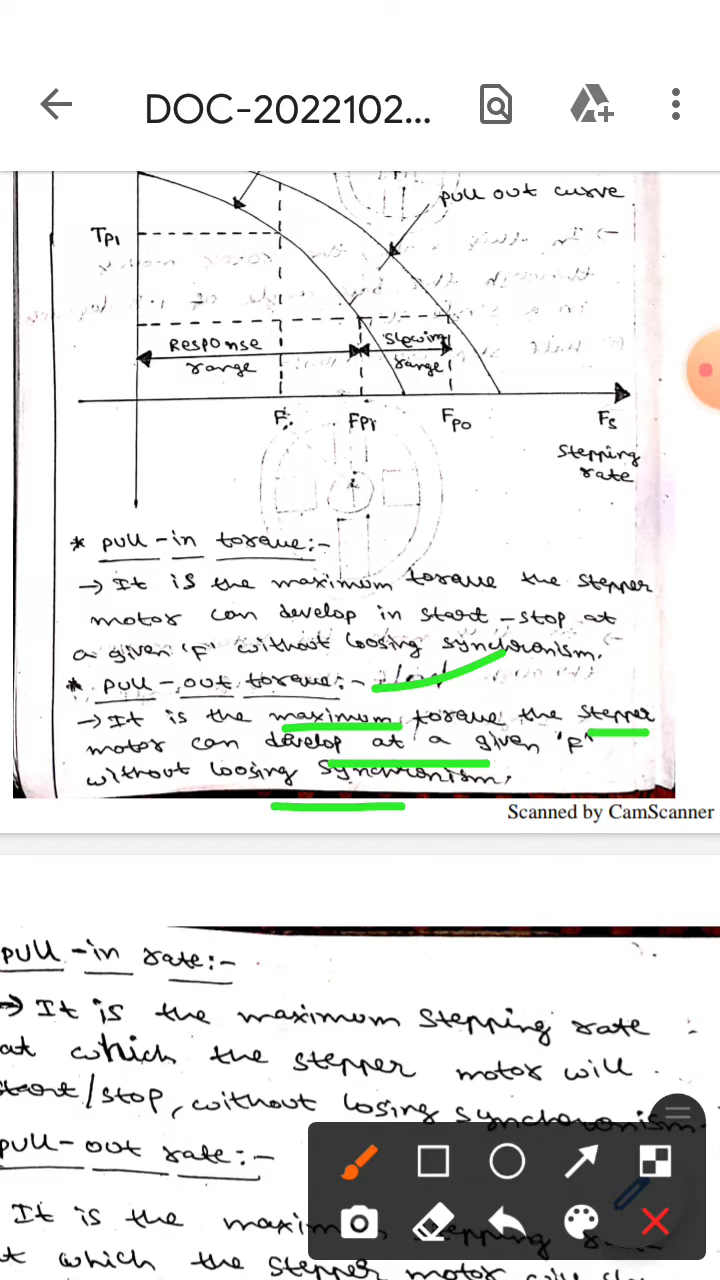 DOC-2022102...
pull out curve
TPi
Response
range
Slewing
range
F
FPi
FPo
Fs
Stepping
rate
* pull-in torque:-
→ It is the maximum torque the stepper
motor can develop in start-stop at
a given 'F' without loosing synchronism.
* pull-out torque:-
→ It is the maximum torque the stepper
motor can develop at a given 'F'
without loosing synchronism.
Scanned by CamScanner
pull-in rate:-
→ It is the maximum stepping rate
at which the stepper motor will
start/stop, without losing synchronism.
pull-out rate:-
It is the
which the stepper motor